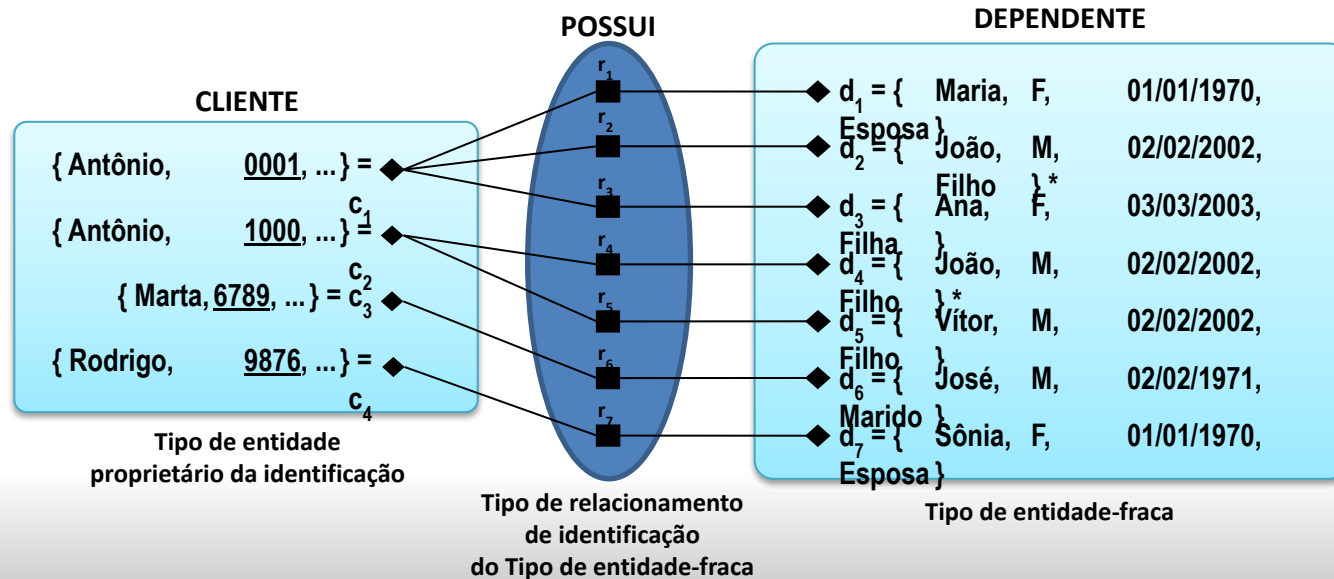 POSSUI
DEPENDENTE
CLIENTE
{ Antônio, 0001, ...} =
c1
{ Antônio, 1000, ...} =
c2
{ Marta, 6789, ...} = c3
{ Rodrigo, 9876, ...} =
c4
Tipo de entidade
proprietário da identificação
r1
r2
r3
r4
r5
r6
r7
Tipo de relacionamento
de identificação
do Tipo de entidade-fraca
d1 = { Maria, F, 01/01/1970,
Esposa }
d2 = { João, M, 02/02/2002,
Filho } *
d3 = { Ana, F, 03/03/2003,
Filha }
d4 = { João, M, 02/02/2002,
Filho } *
d5 = { Vítor, M, 02/02/2002,
Filho }
d6 = { José, M, 02/02/1971,
Marido }
d7 = { Sônia, F, 01/01/1970,
Esposa }
Tipo de entidade-fraca